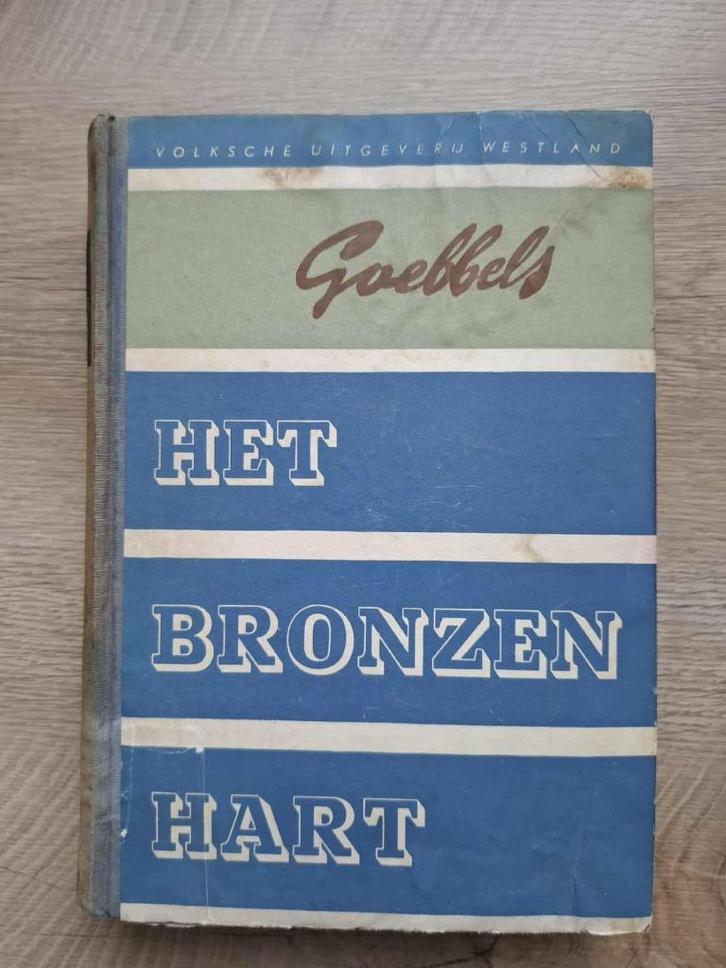 VOLKSCHE UITGEVERIJ WESTLAND
Goebbels
HET
BRONZEN
HART